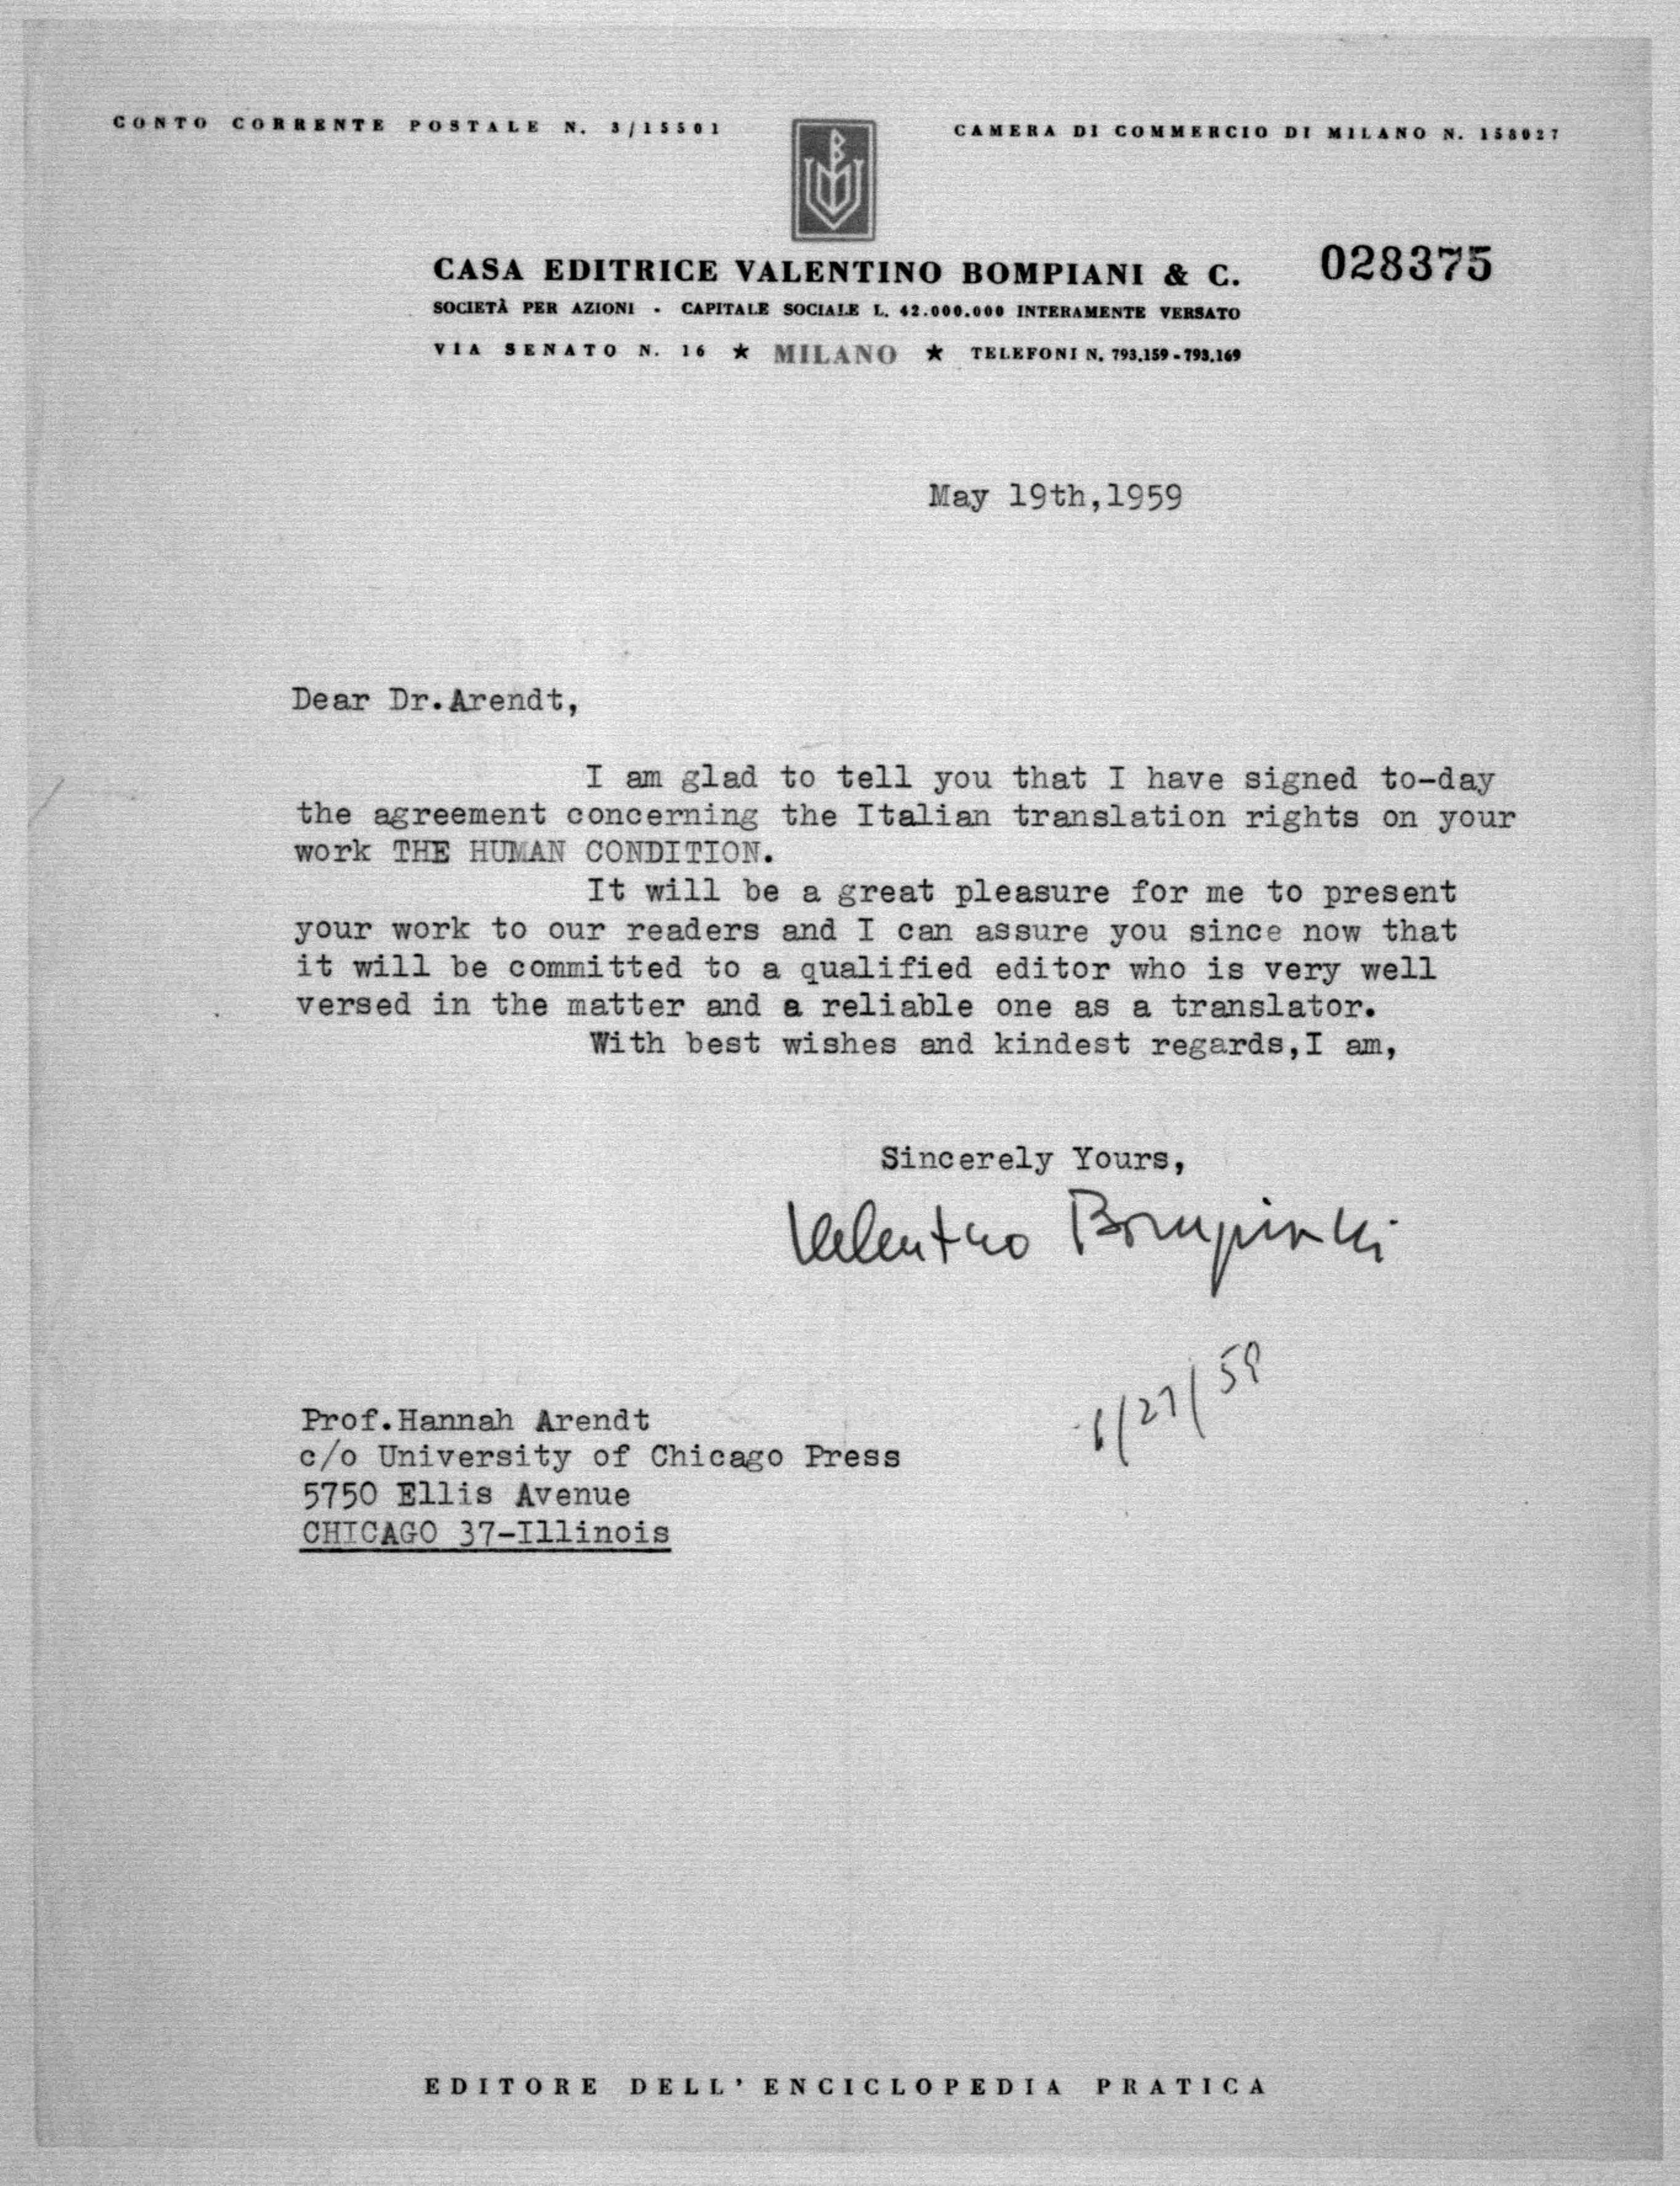 CONTO CORRENTE POSTALE N. 3/15501
CAMERA DI COMMERCIO DI MILANO N. 158027
CASA EDITRICE VALENTINO BOMPIANI & C.
028375
SOCIETÀ PER AZIONI - CAPITALE SOCIALE L. 42.000.000 INTERAMENTE VERSATO
VIA SENATO N. 16 ★ MILANO ★ TELEFONI N. 793.159 - 793.169
May 19th,1959
Dear Dr.Arendt,
I am glad to tell you that I have signed to-day
the agreement concerning the Italian translation rights on your
work THE HUMAN CONDITION.
It will be a great pleasure for me to present
your work to our readers and I can assure you since now that
it will be committed to a qualified editor who is very well
versed in the matter and a reliable one as a translator.
With best wishes and kindest regards,I am,
Sincerely Yours,
Valentino Bompiani
6/27/59
Prof.Hannah Arendt
c/o University of Chicago Press
5750 Ellis Avenue
CHICAGO 37-Illinois
EDITORE DELL'ENCICLOPEDIA PRATICA